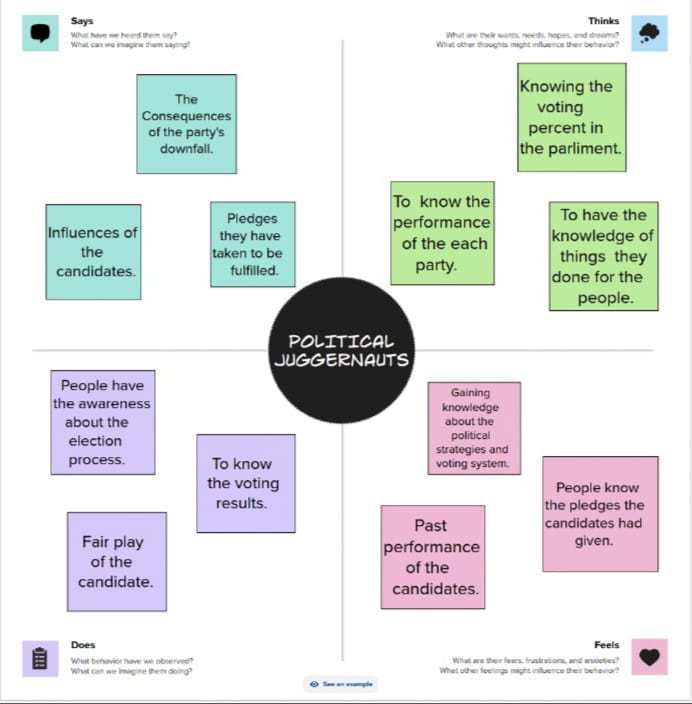 Says
What have we heard them say?
What can we imagine them saying?
Thinks
What are their wants, needs, hopes, and dreams?
What other thoughts might influence their behavior?
The
Consequences
of the party's
downfall.
Influences of
the
candidates.
Pledges
they have
taken to be
fulfilled.
Knowing the
voting
percent in
the parliment.
To know the
performance
of the each
party.
To have the
knowledge of
things they
done for the
people.
POLITICAL
JUGGERNAUTS
People have
the awareness
about the
election
process.
To know
the voting
results.
Fair play
of the
candidate.
Gaining
knowledge
about the
political
strategies and
voting system.
People know
the pledges the
candidates had
given.
Past
performance
of the
candidates.
Does
What behavior have we observed?
What can we imagine them doing?
Feels
What are their fears, frustrations, and anxieties?
What other feelings might influence their behavior?
See an example